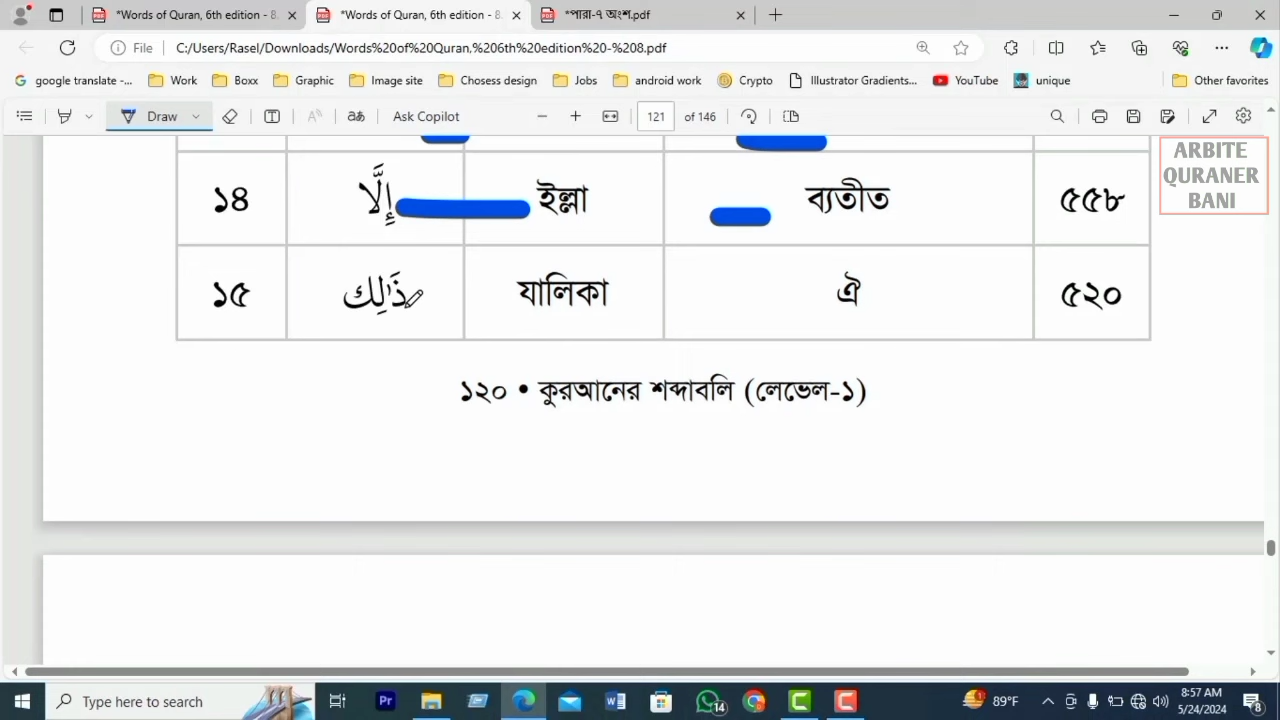 *Words of Quran, 6th edition - 8.
*Words of Quran, 6th edition - 8.
*পারা-৭ অংশ.pdf
File
C:/Users/Rasel/Downloads/Words%20of%20Quran,%206th%20edition%20-%208.pdf
google translate -...
Work
Boxx
Graphic
Image site
Chosess design
Jobs
android work
Crypto
Illustrator Gradients...
YouTube
unique
Other favorites
Draw
Ask Copilot
121 of 146
ARBITE
QURANER
BANI
১৪ إِلَّا ইল্লা ব্যতীত ৫৫৮
১৫ ذَٰلِكَ যালিকা ঐ ৫২০
১২০ • কুরআনের শব্দাবলি (লেভেল-১)
Type here to search
14
89°F
8:57 AM
5/24/2024
8